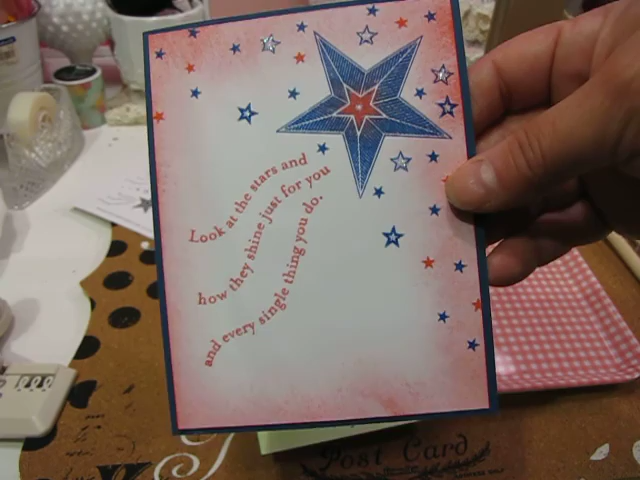 Look at the stars and
how they shine just for you
and every single thing you do.
Post Card